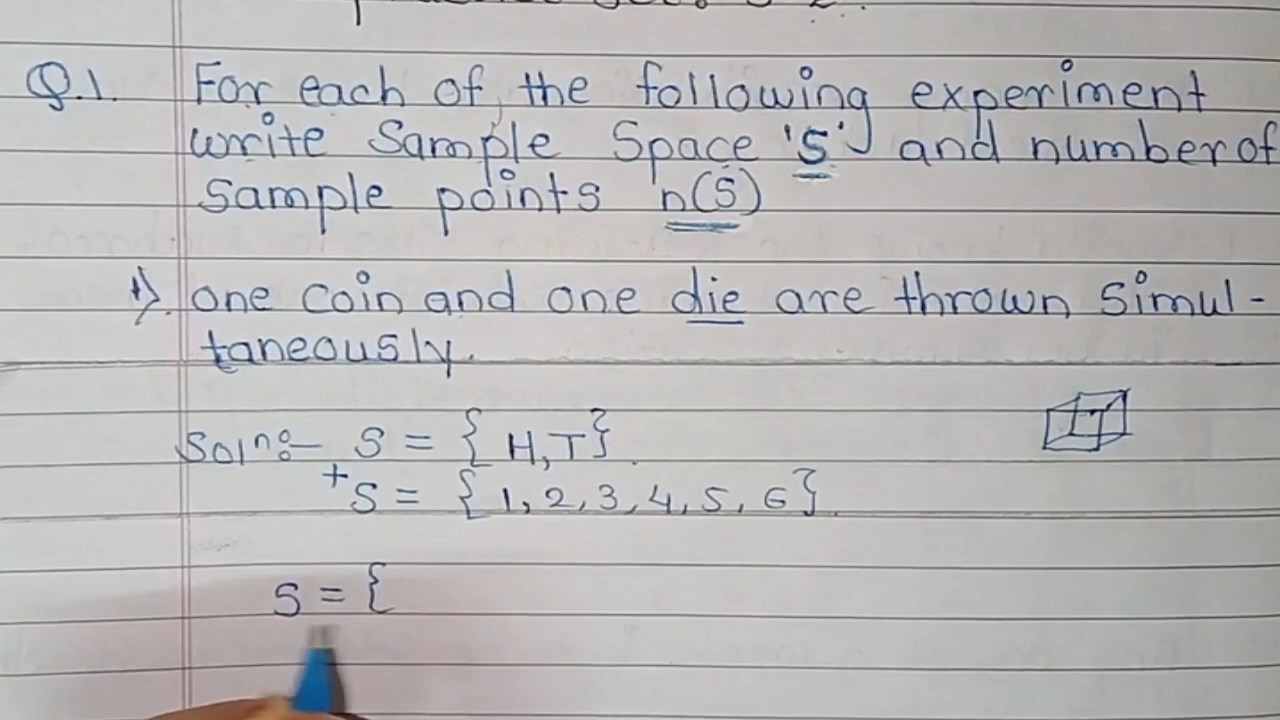 Q.1. For each of the following experiment
write Sample Space 'S' and number of
Sample points n(S)
1) one coin and one die are thrown Simul-
taneously.
Soln:- S = { H, T}
+ S = { 1, 2, 3, 4, 5, 6}
S = {